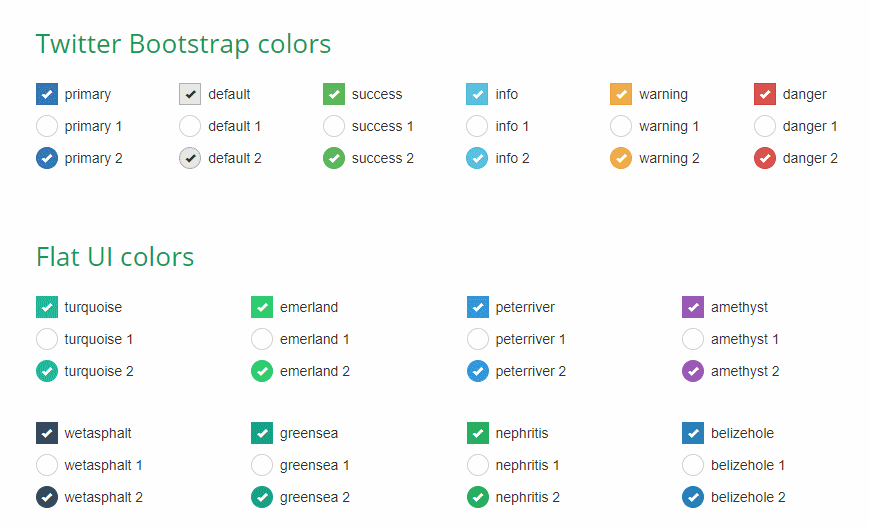 Twitter Bootstrap colors
primary default success info warning danger
primary 1 default 1 success 1 info 1 warning 1 danger 1
primary 2 default 2 success 2 info 2 warning 2 danger 2
Flat UI colors
turquoise emerland peterriver amethyst
turquoise 1 emerland 1 peterriver 1 amethyst 1
turquoise 2 emerland 2 peterriver 2 amethyst 2
wetasphalt greensea nephritis belizehole
wetasphalt 1 greensea 1 nephritis 1 belizehole 1
wetasphalt 2 greensea 2 nephritis 2 belizehole 2